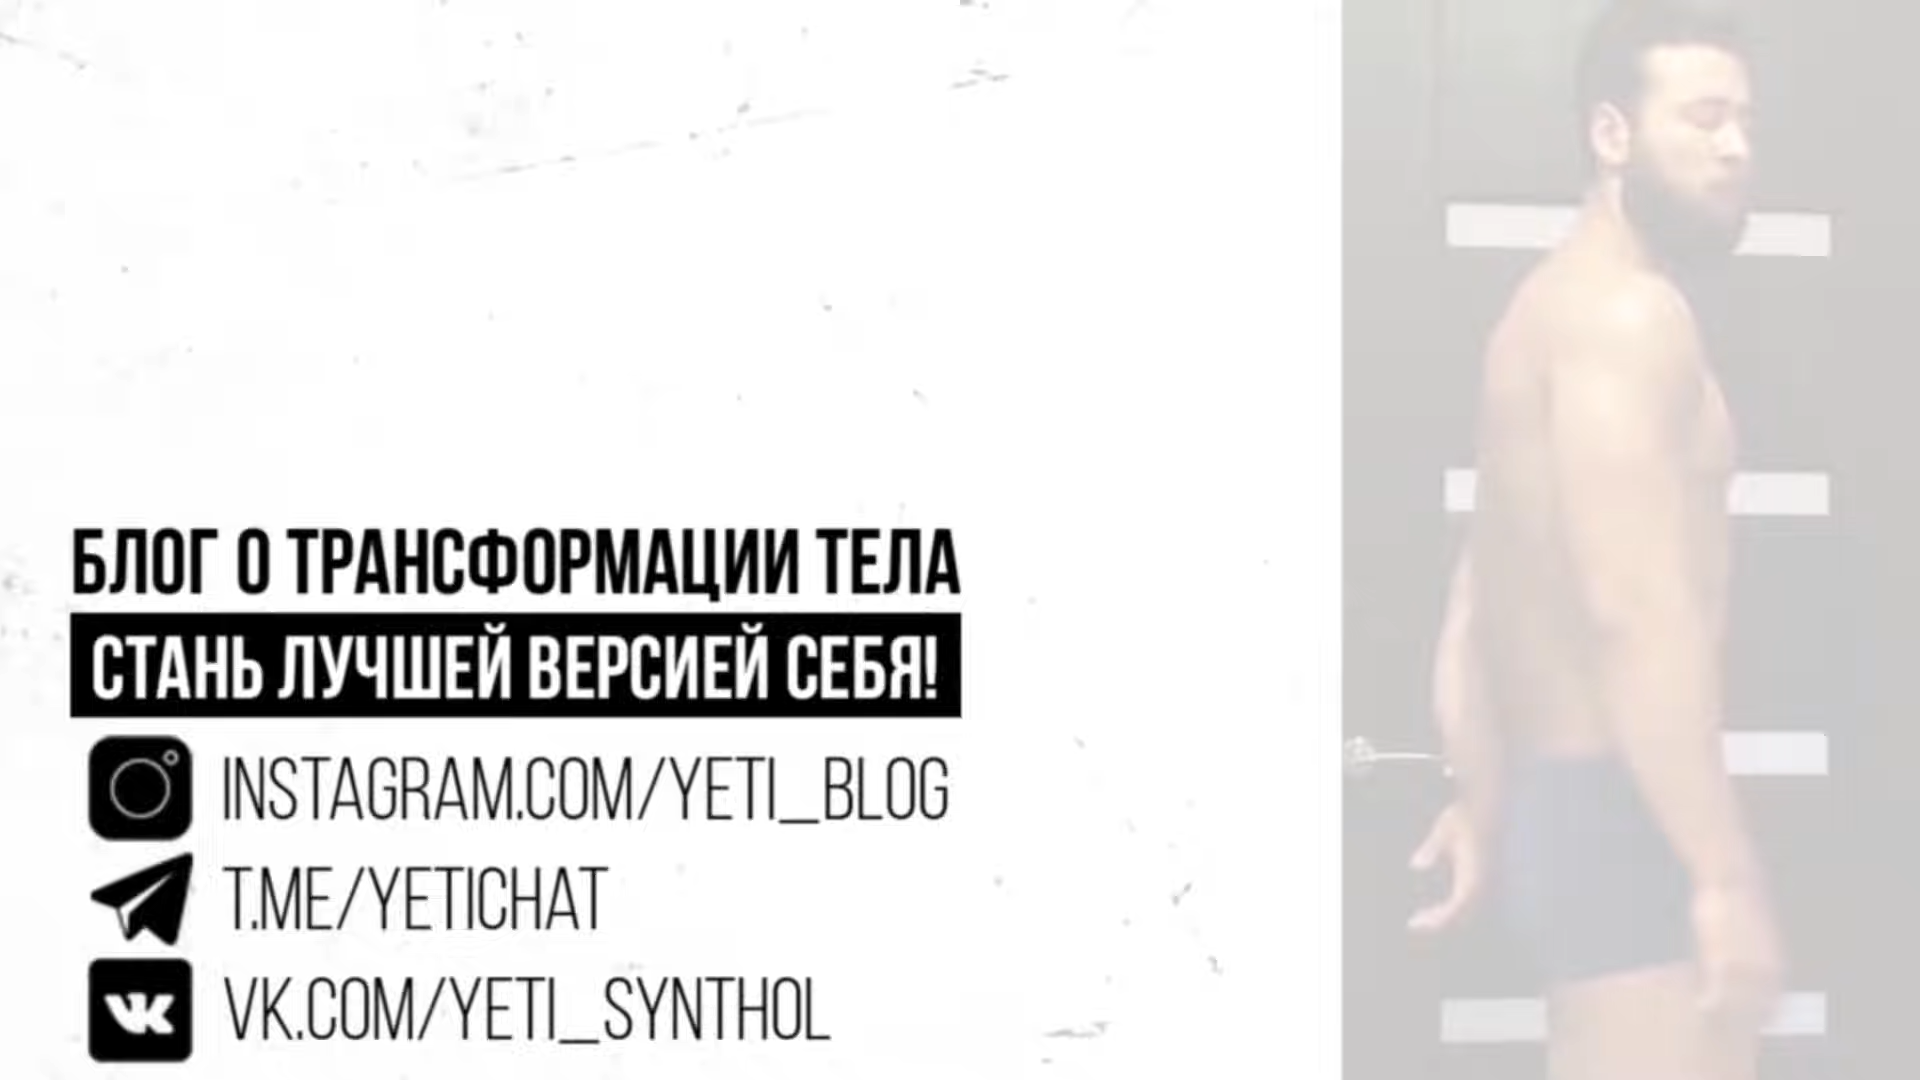 БЛОГ О ТРАНСФОРМАЦИИ ТЕЛА
СТАНЬ ЛУЧШЕЙ ВЕРСИЕЙ СЕБЯ!
INSTAGRAM.COM/YETI_BLOG
T.ME/YETICHAT
VK.COM/YETI_SYNTHOL